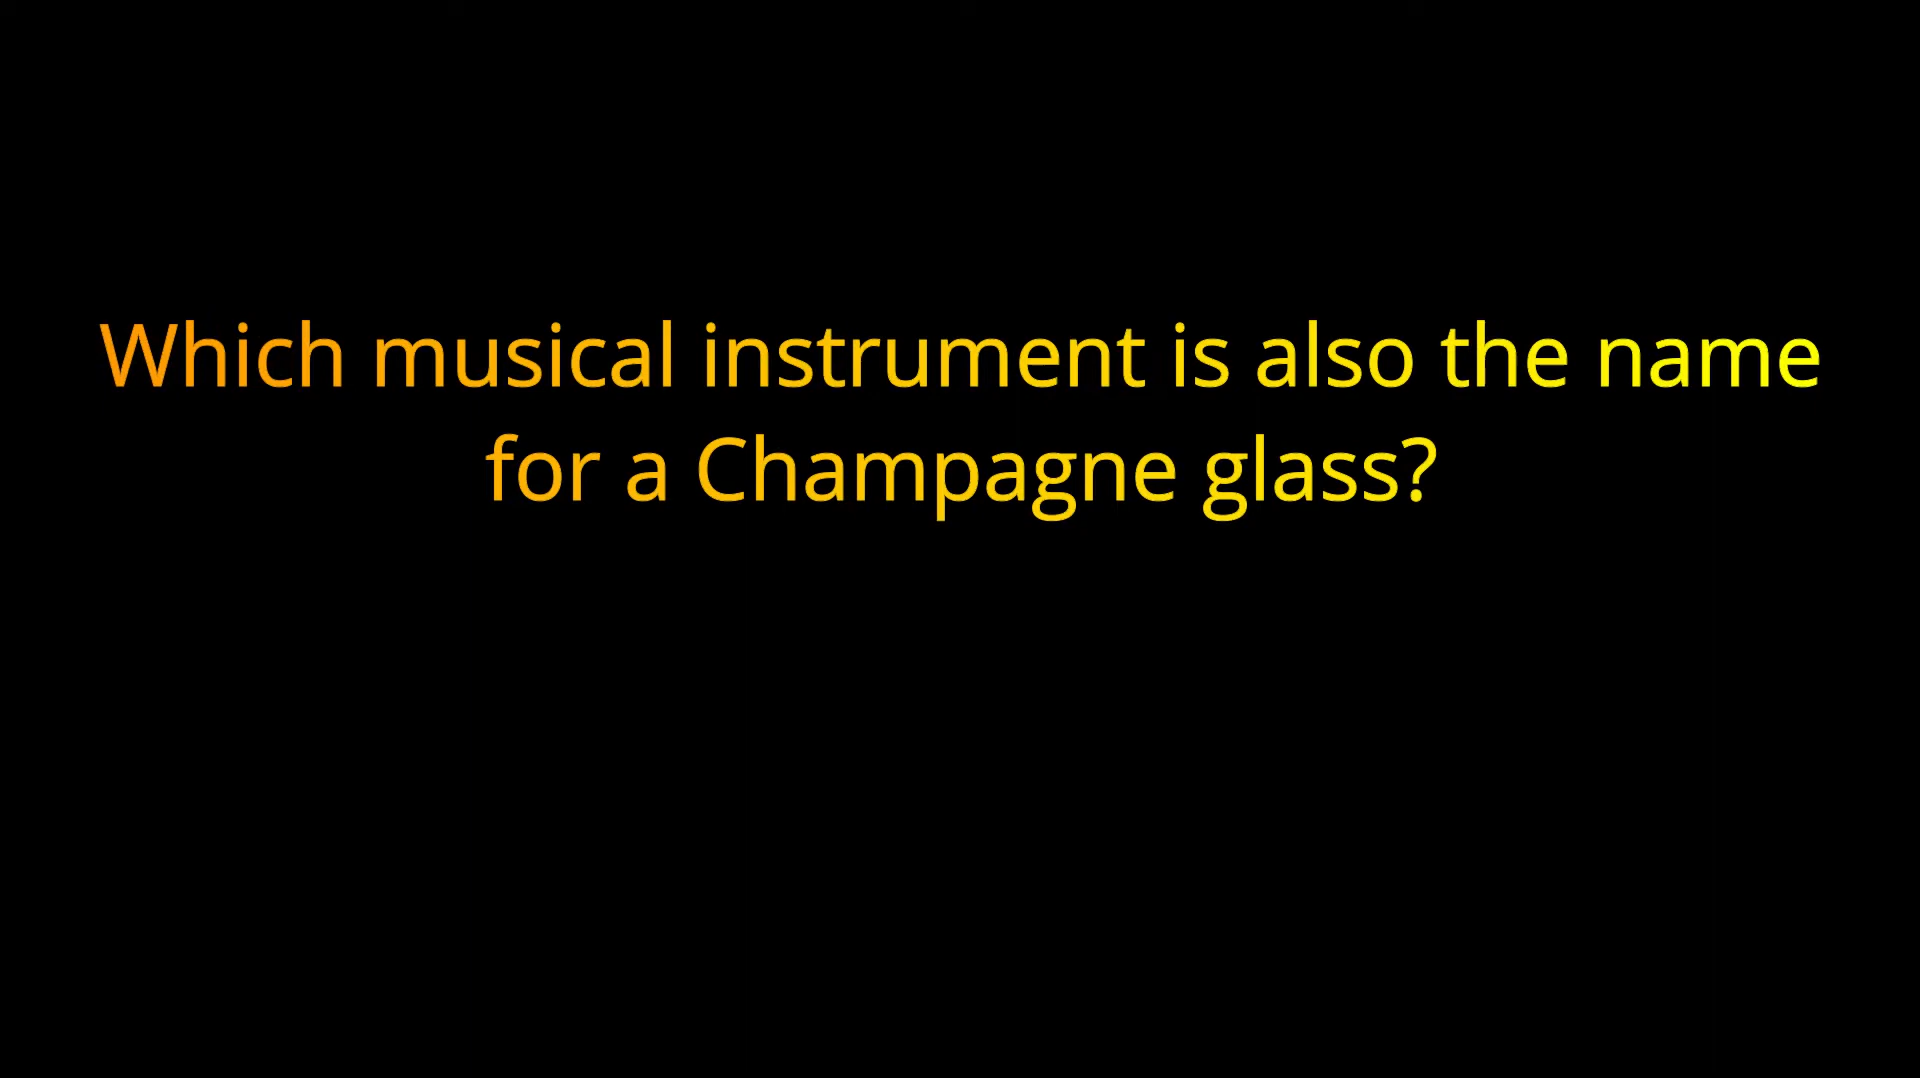 Which musical instrument is also the name
for a Champagne glass?